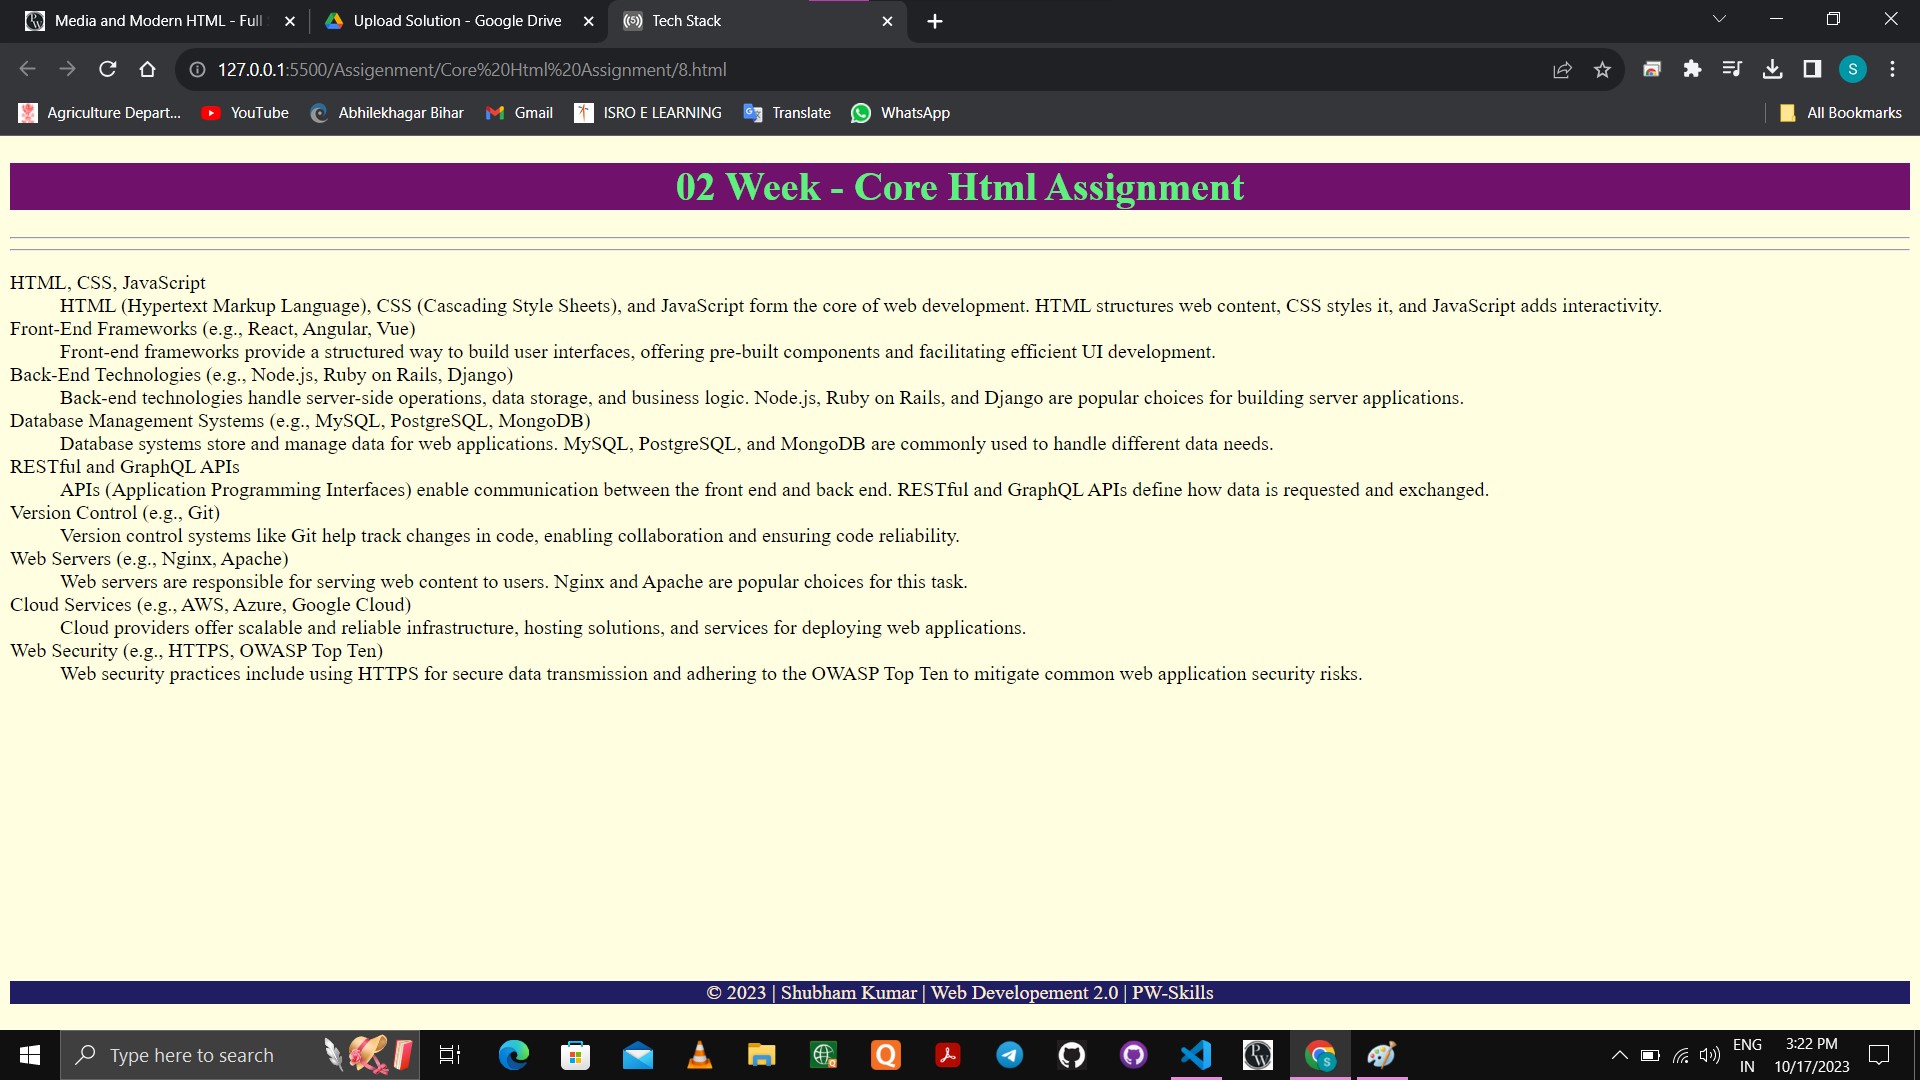 Media and Modern HTML - Full
Upload Solution - Google Drive
Tech Stack
127.0.0.1:5500/Assigenment/Core%20Html%20Assignment/8.html
S
Agriculture Depart...
YouTube
Abhilekhagar Bihar
Gmail
ISRO E LEARNING
Translate
WhatsApp
All Bookmarks
02 Week - Core Html Assignment
HTML, CSS, JavaScript
HTML (Hypertext Markup Language), CSS (Cascading Style Sheets), and JavaScript form the core of web development. HTML structures web content, CSS styles it, and JavaScript adds interactivity.
Front-End Frameworks (e.g., React, Angular, Vue)
Front-end frameworks provide a structured way to build user interfaces, offering pre-built components and facilitating efficient UI development.
Back-End Technologies (e.g., Node.js, Ruby on Rails, Django)
Back-end technologies handle server-side operations, data storage, and business logic. Node.js, Ruby on Rails, and Django are popular choices for building server applications.
Database Management Systems (e.g., MySQL, PostgreSQL, MongoDB)
Database systems store and manage data for web applications. MySQL, PostgreSQL, and MongoDB are commonly used to handle different data needs.
RESTful and GraphQL APIs
APIs (Application Programming Interfaces) enable communication between the front end and back end. RESTful and GraphQL APIs define how data is requested and exchanged.
Version Control (e.g., Git)
Version control systems like Git help track changes in code, enabling collaboration and ensuring code reliability.
Web Servers (e.g., Nginx, Apache)
Web servers are responsible for serving web content to users. Nginx and Apache are popular choices for this task.
Cloud Services (e.g., AWS, Azure, Google Cloud)
Cloud providers offer scalable and reliable infrastructure, hosting solutions, and services for deploying web applications.
Web Security (e.g., HTTPS, OWASP Top Ten)
Web security practices include using HTTPS for secure data transmission and adhering to the OWASP Top Ten to mitigate common web application security risks.
© 2023 | Shubham Kumar | Web Developement 2.0 | PW-Skills
Type here to search
ENG
IN
3:22 PM
10/17/2023